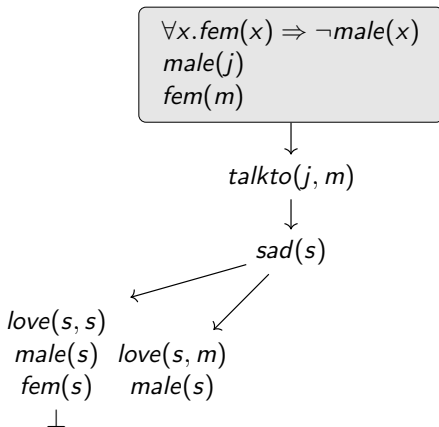 ∀x.fem(x) ⇒ ¬male(x)
male(j)
fem(m)
talkto(j, m)
sad(s)
love(s, s)
male(s) love(s, m)
fem(s) male(s)
⊥